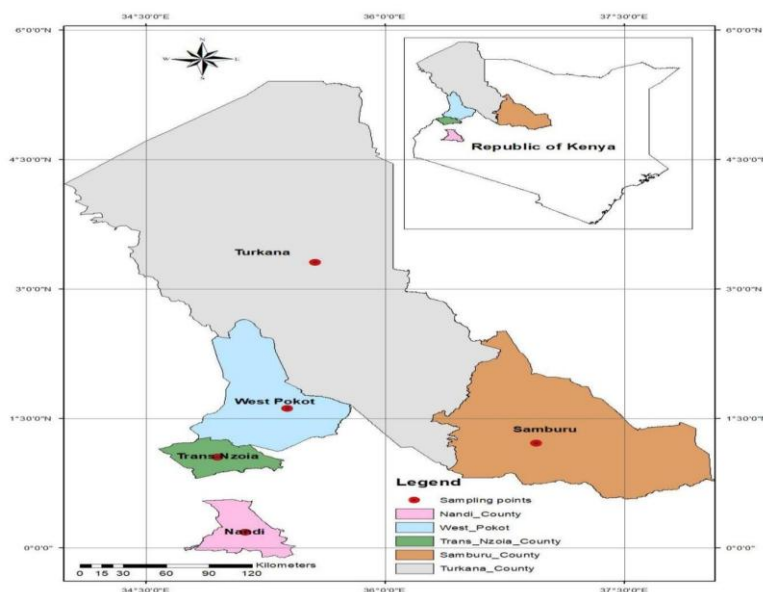 34°30'0"E 36°0'0"E 37°30'0"E
6°0'0"N 6°0'0"N
N
W E
S
Republic of Kenya
4°30'0"N 4°30'0"N
Turkana
3°0'0"N 3°0'0"N
West Pokot
1°30'0"N 1°30'0"N
Samburu
Trans Nzoia
Legend
Sampling points
Nandi_County
West_Pokot
Trans_Nzoia_County
Samburu_County
Turkana_County
Nandi
0°0'0" 0°0'0"
Kilometers
0 15 30 60 90 120
34°30'0"E 36°0'0"E 37°30'0"E